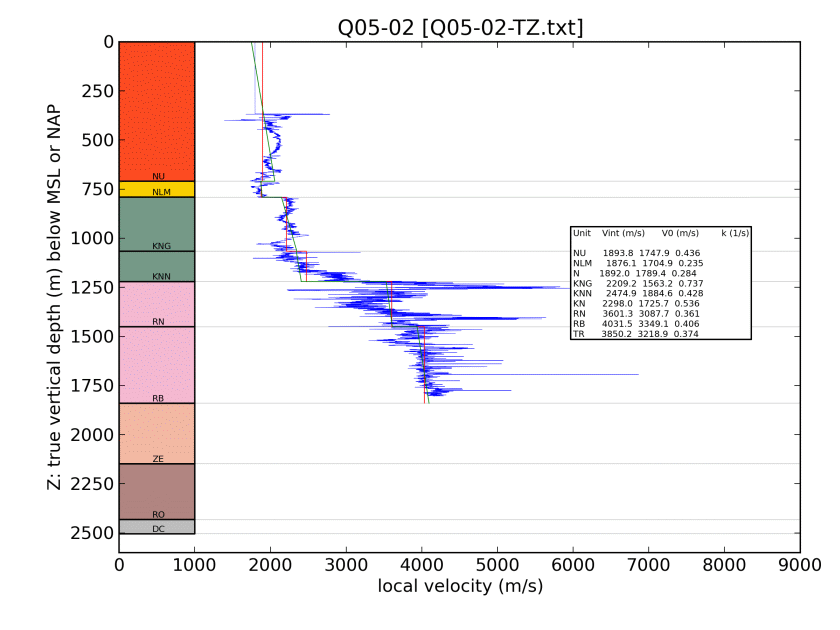 Q05-02 [Q05-02-TZ.txt]
0
250
500
750
1000
1250
1500
1750
2000
2250
2500
Z: true vertical depth (m) below MSL or NAP
NU
NLM
KNG
KNN
RN
RB
ZE
RO
DC
Unit Vint (m/s) V0 (m/s) k (1/s)
NU 1893.8 1747.9 0.436
NLM 1876.1 1704.9 0.235
N 1892.0 1789.4 0.284
KNG 2209.2 1563.2 0.737
KNN 2474.9 1884.6 0.428
KN 2298.0 1725.7 0.536
RN 3601.3 3087.7 0.361
RB 4031.5 3349.1 0.406
TR 3850.2 3218.9 0.374
0 1000 2000 3000 4000 5000 6000 7000 8000 9000
local velocity (m/s)